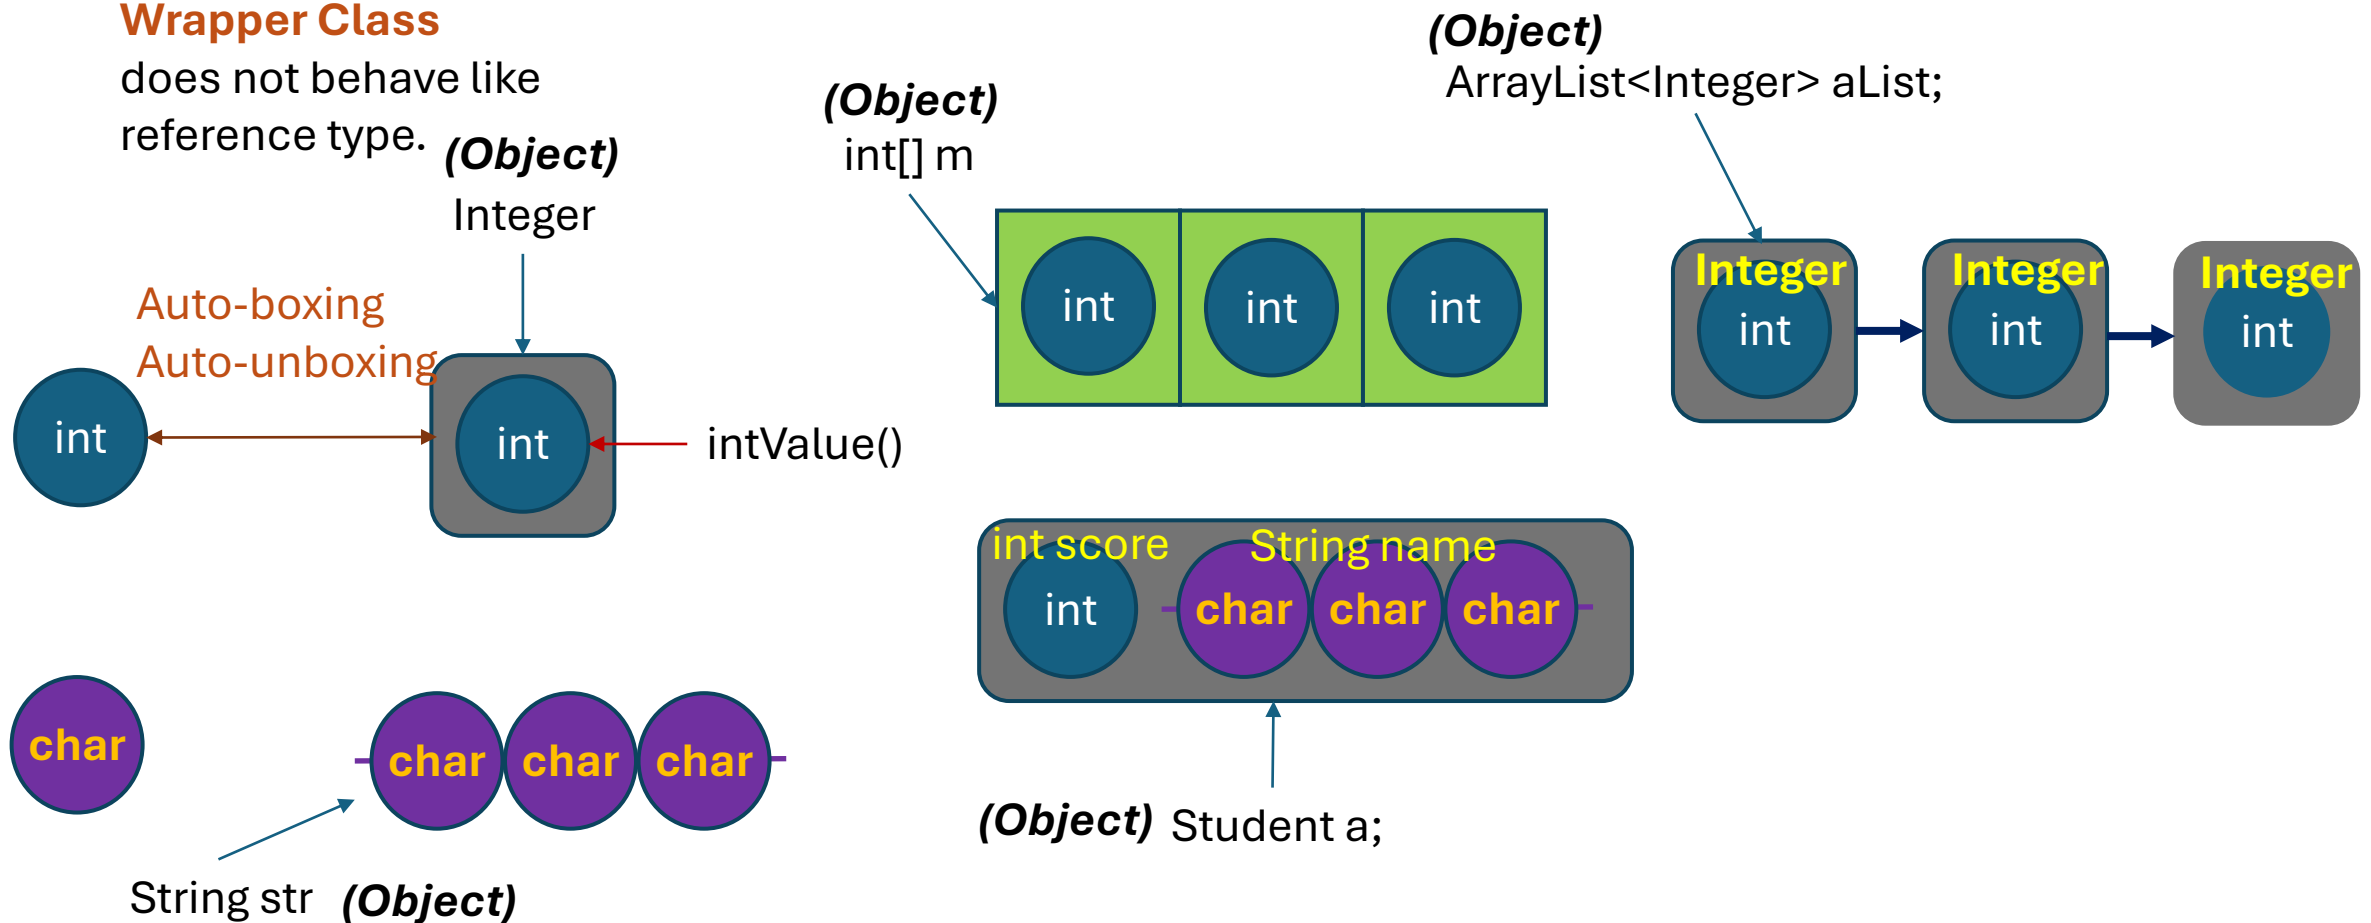 Wrapper Class
does not behave like
reference type.
(Object)
Integer
Auto-boxing
Auto-unboxing
int
int
intValue()
(Object)
int[] m
int
int
int
(Object)
ArrayList<Integer> aList;
Integer
int
Integer
int
Integer
int
int score
String name
int
char
char
char
(Object) Student a;
char
char
char
char
String str (Object)